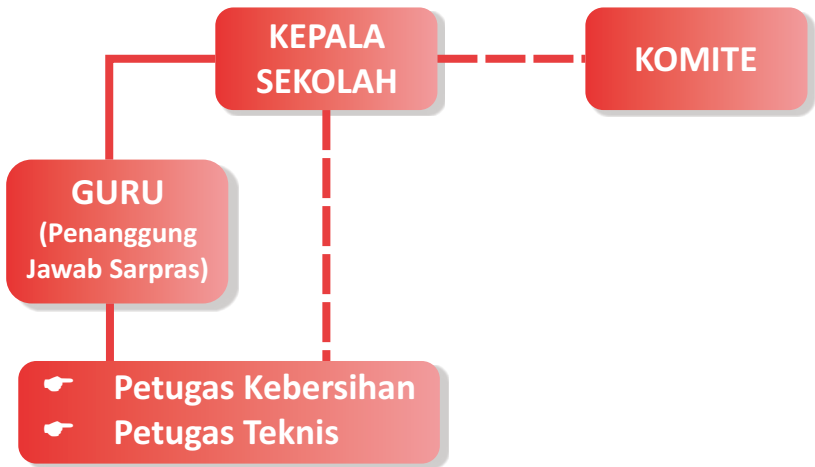 KEPALA
SEKOLAH
KOMITE
GURU
(Penanggung
Jawab Sarpras)
Petugas Kebersihan
Petugas Teknis